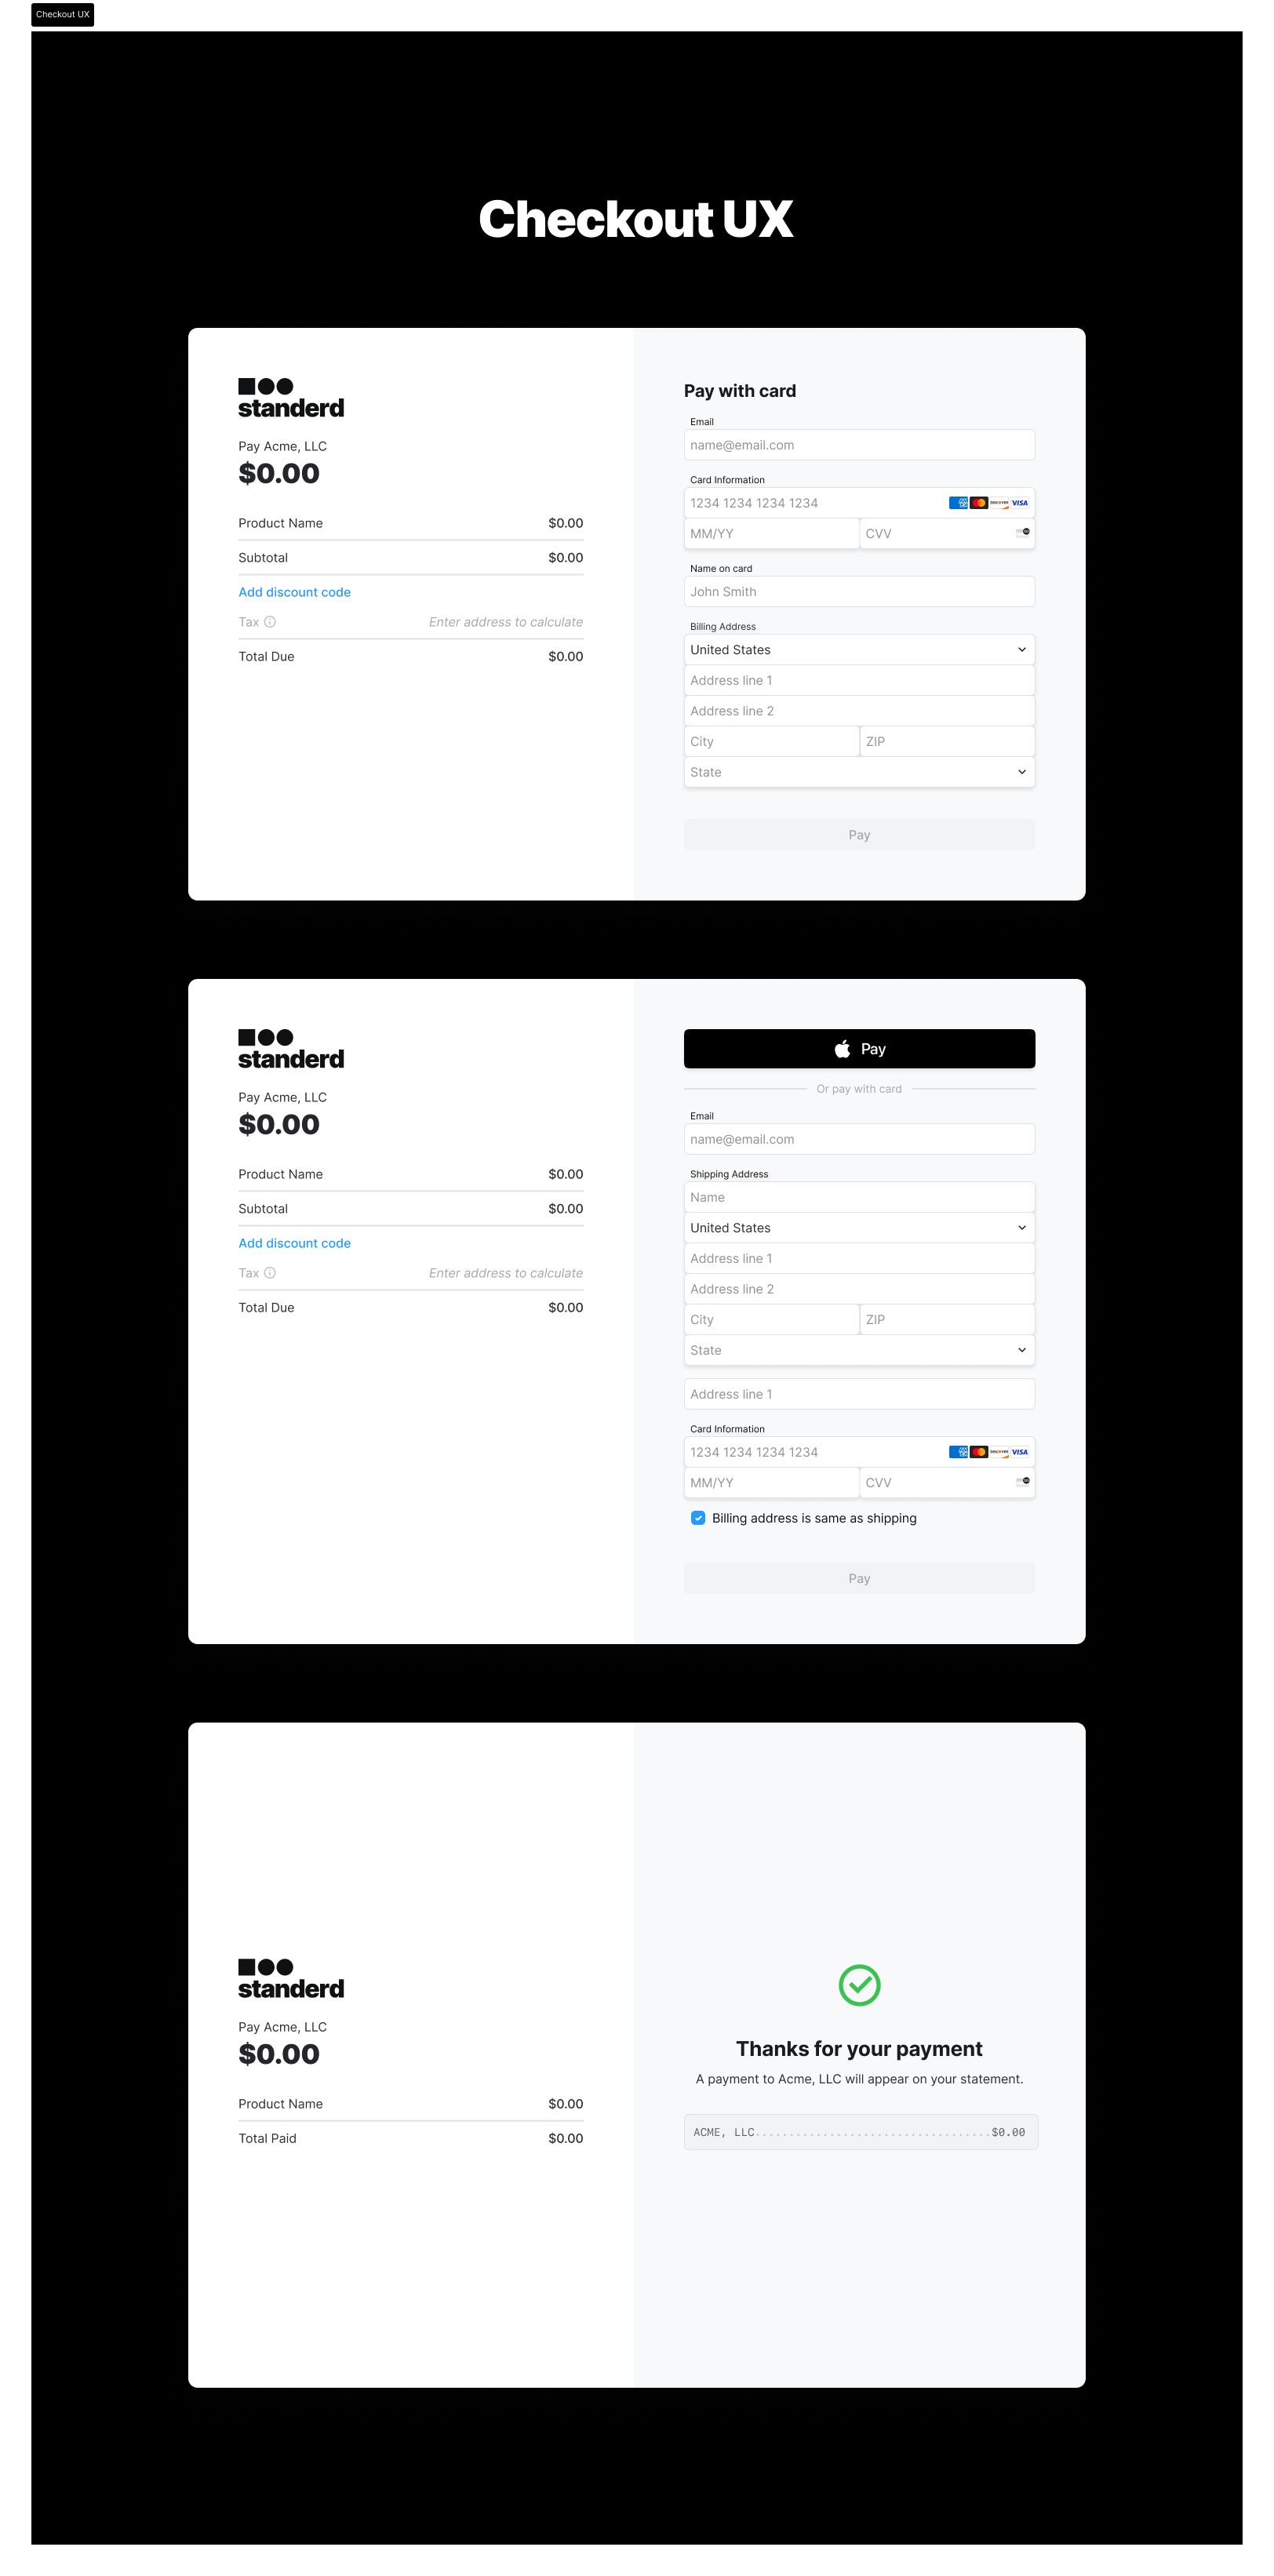 Checkout UX
Checkout UX
standerd
Pay Acme, LLC
$0.00
Product Name $0.00
Subtotal $0.00
Add discount code
Tax Enter address to calculate
Total Due $0.00
Pay with card
Email
name@email.com
Card Information
1234 1234 1234 1234 DISCOVER VISA
MM/YY CVV
Name on card
John Smith
Billing Address
United States
Address line 1
Address line 2
City ZIP
State
Pay
standerd
Pay Acme, LLC
$0.00
Product Name $0.00
Subtotal $0.00
Add discount code
Tax Enter address to calculate
Total Due $0.00
Pay
Or pay with card
Email
name@email.com
Shipping Address
Name
United States
Address line 1
Address line 2
City ZIP
State
Address line 1
Card Information
1234 1234 1234 1234 DISCOVER VISA
MM/YY CVV
Billing address is same as shipping
Pay
standerd
Pay Acme, LLC
$0.00
Product Name $0.00
Total Paid $0.00
Thanks for your payment
A payment to Acme, LLC will appear on your statement.
ACME, LLC...................................$0.00